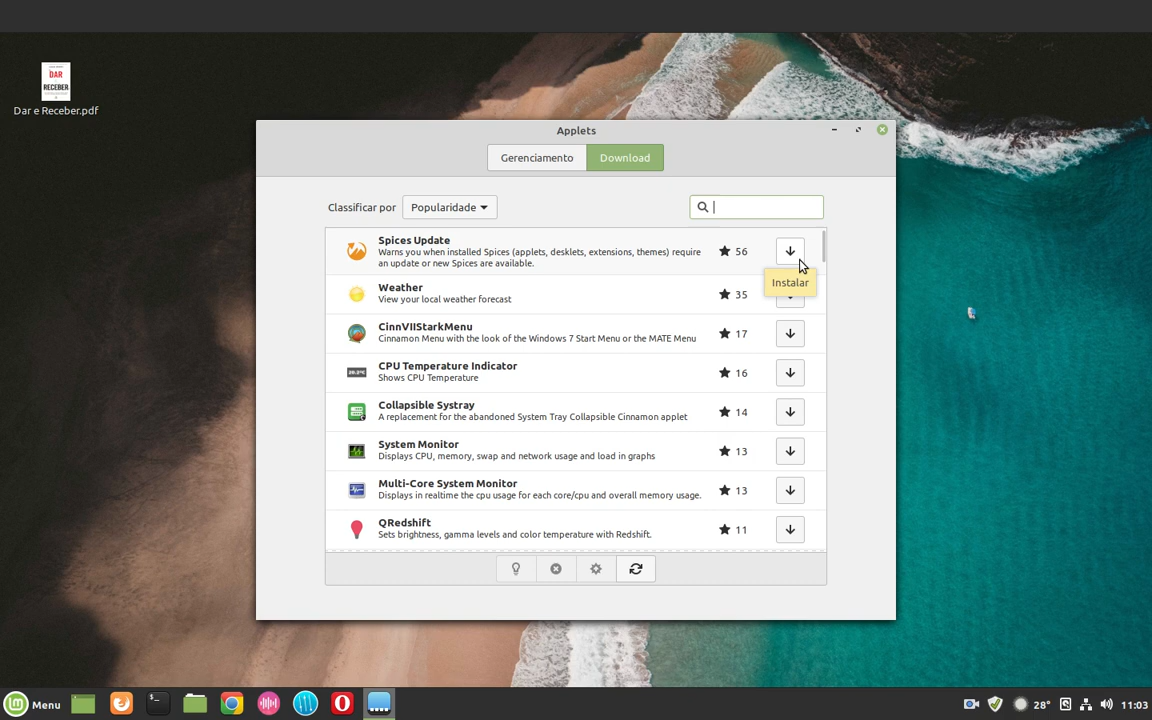 DAR
RECEBER
Dar e Receber.pdf
Applets
Gerenciamento
Download
Classificar por
Popularidade
Spices Update
Warns you when installed Spices (applets, desklets, extensions, themes) require
an update or new Spices are available.
56
Instalar
Weather
View your local weather forecast
35
CinnVIIStarkMenu
Cinnamon Menu with the look of the Windows 7 Start Menu or the MATE Menu
17
CPU Temperature Indicator
Shows CPU Temperature
16
Collapsible Systray
A replacement for the abandoned System Tray Collapsible Cinnamon applet
14
System Monitor
Displays CPU, memory, swap and network usage and load in graphs
13
Multi-Core System Monitor
Displays in realtime the cpu usage for each core/cpu and overall memory usage.
13
QRedshift
Sets brightness, gamma levels and color temperature with Redshift.
11
Menu
28°
11:03